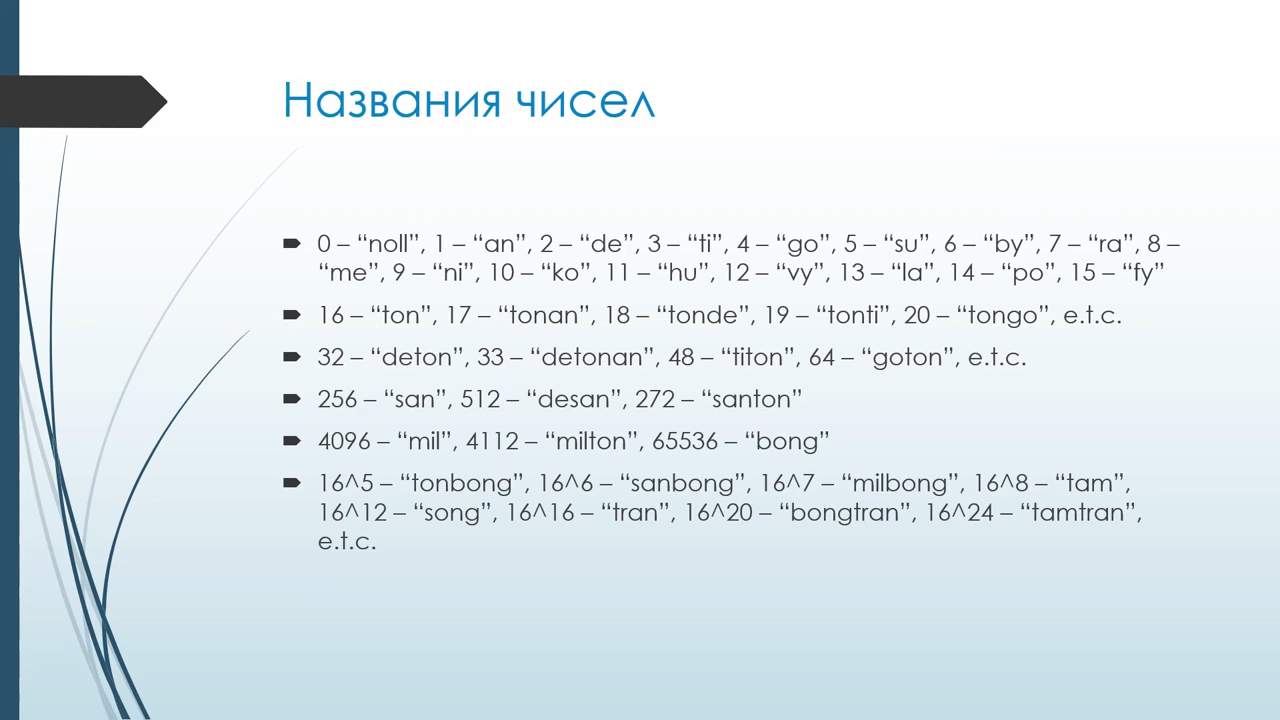 Названия чисел
0 – “noll”, 1 – “an”, 2 – “de”, 3 – “ti”, 4 – “go”, 5 – “su”, 6 – “by”, 7 – “ra”, 8 –
“me”, 9 – “ni”, 10 – “ko”, 11 – “hu”, 12 – “vy”, 13 – “la”, 14 – “po”, 15 – “fy”
16 – “ton”, 17 – “tonan”, 18 – “tonde”, 19 – “tonti”, 20 – “tongo”, e.t.c.
32 – “deton”, 33 – “detonan”, 48 – “titon”, 64 – “goton”, e.t.c.
256 – “san”, 512 – “desan”, 272 – “santon”
4096 – “mil”, 4112 – “milton”, 65536 – “bong”
16^5 – “tonbong”, 16^6 – “sanbong”, 16^7 – “milbong”, 16^8 – “tam”,
16^12 – “song”, 16^16 – “tran”, 16^20 – “bongtran”, 16^24 – “tamtran”,
e.t.c.